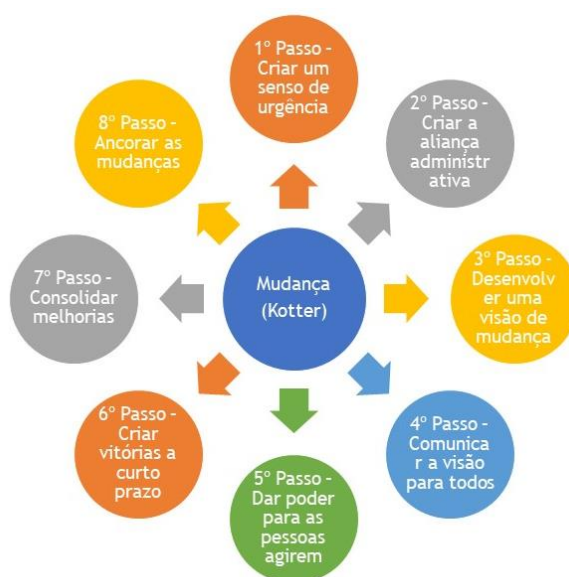 1º Passo -
Criar um
senso de
urgência
2º Passo -
Criar a
aliança
administr
ativa
3º Passo -
Desenvolv
er uma
visão de
mudança
4º Passo -
Comunica
r a visão
para todos
5º Passo -
Dar poder
para as
pessoas
agirem
6º Passo -
Criar
vitórias a
curto
prazo
7º Passo -
Consolidar
melhorias
8º Passo -
Ancorar as
mudanças
Mudança
(Kotter)